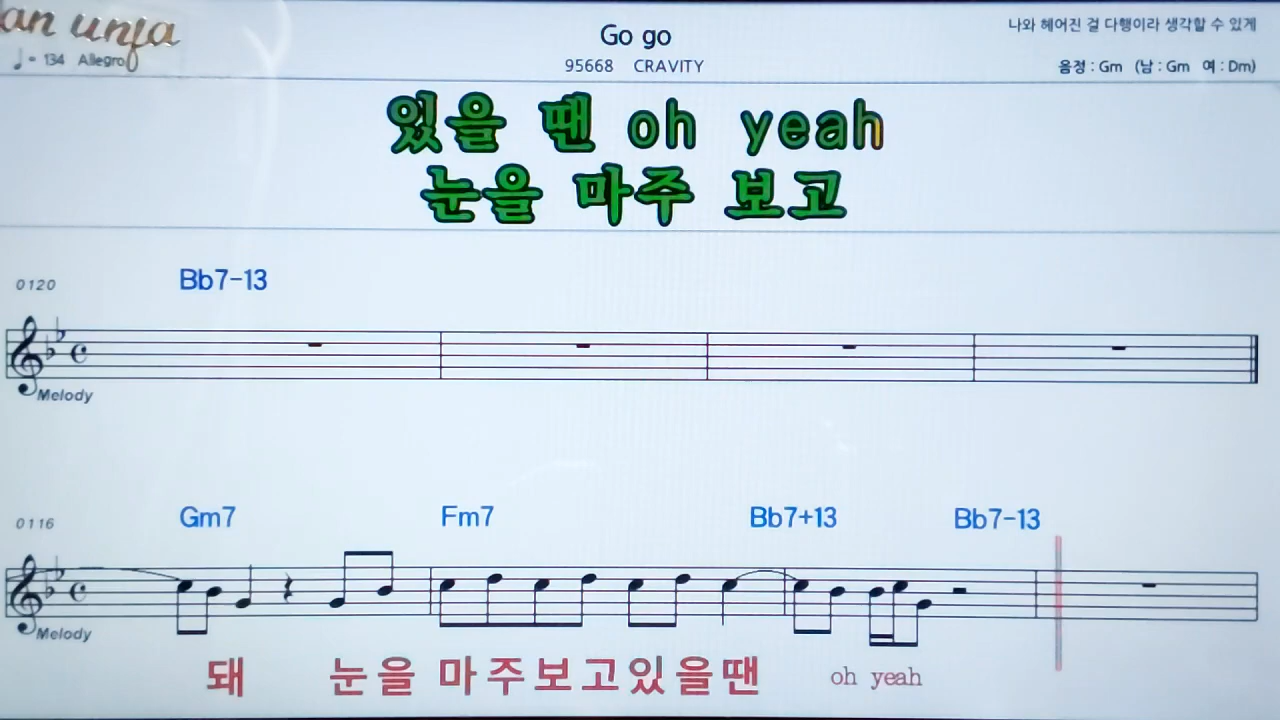 an unja
Go go
나와 헤어진 걸 다행이라 생각할 수 있게
♩= 134 Allegro
95668 CRAVITY
음정 : Gm (남 : Gm 여 : Dm)
있을 땐 oh yeah
눈을 마주 보고
0120
Bb7-13
Melody
0116
Gm7 Fm7 Bb7+13 Bb7-13
Melody
돼 눈을 마주보고있을땐 oh yeah